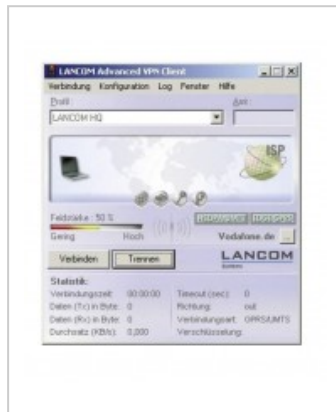 LANCOM Advanced VPN Client
Verbindung Konfiguration Log Fenster Hilfe
Profil: Amt:
LANCOM HQ
ISP
Feldstärke : 50 %
Gering Hoch Vodafone.de ...
Verbinden Trennen LANCOM
Systems
Statistik:
Verbindungszeit: 00:00:00 Timeout (sec): 0
Daten (Tx) in Byte: 0 Richtung: out
Daten (Rx) in Byte: 0 Verbindungsart: GPRS/UMTS
Durchsatz (KB/s): 0,000 Verschlüsselung: